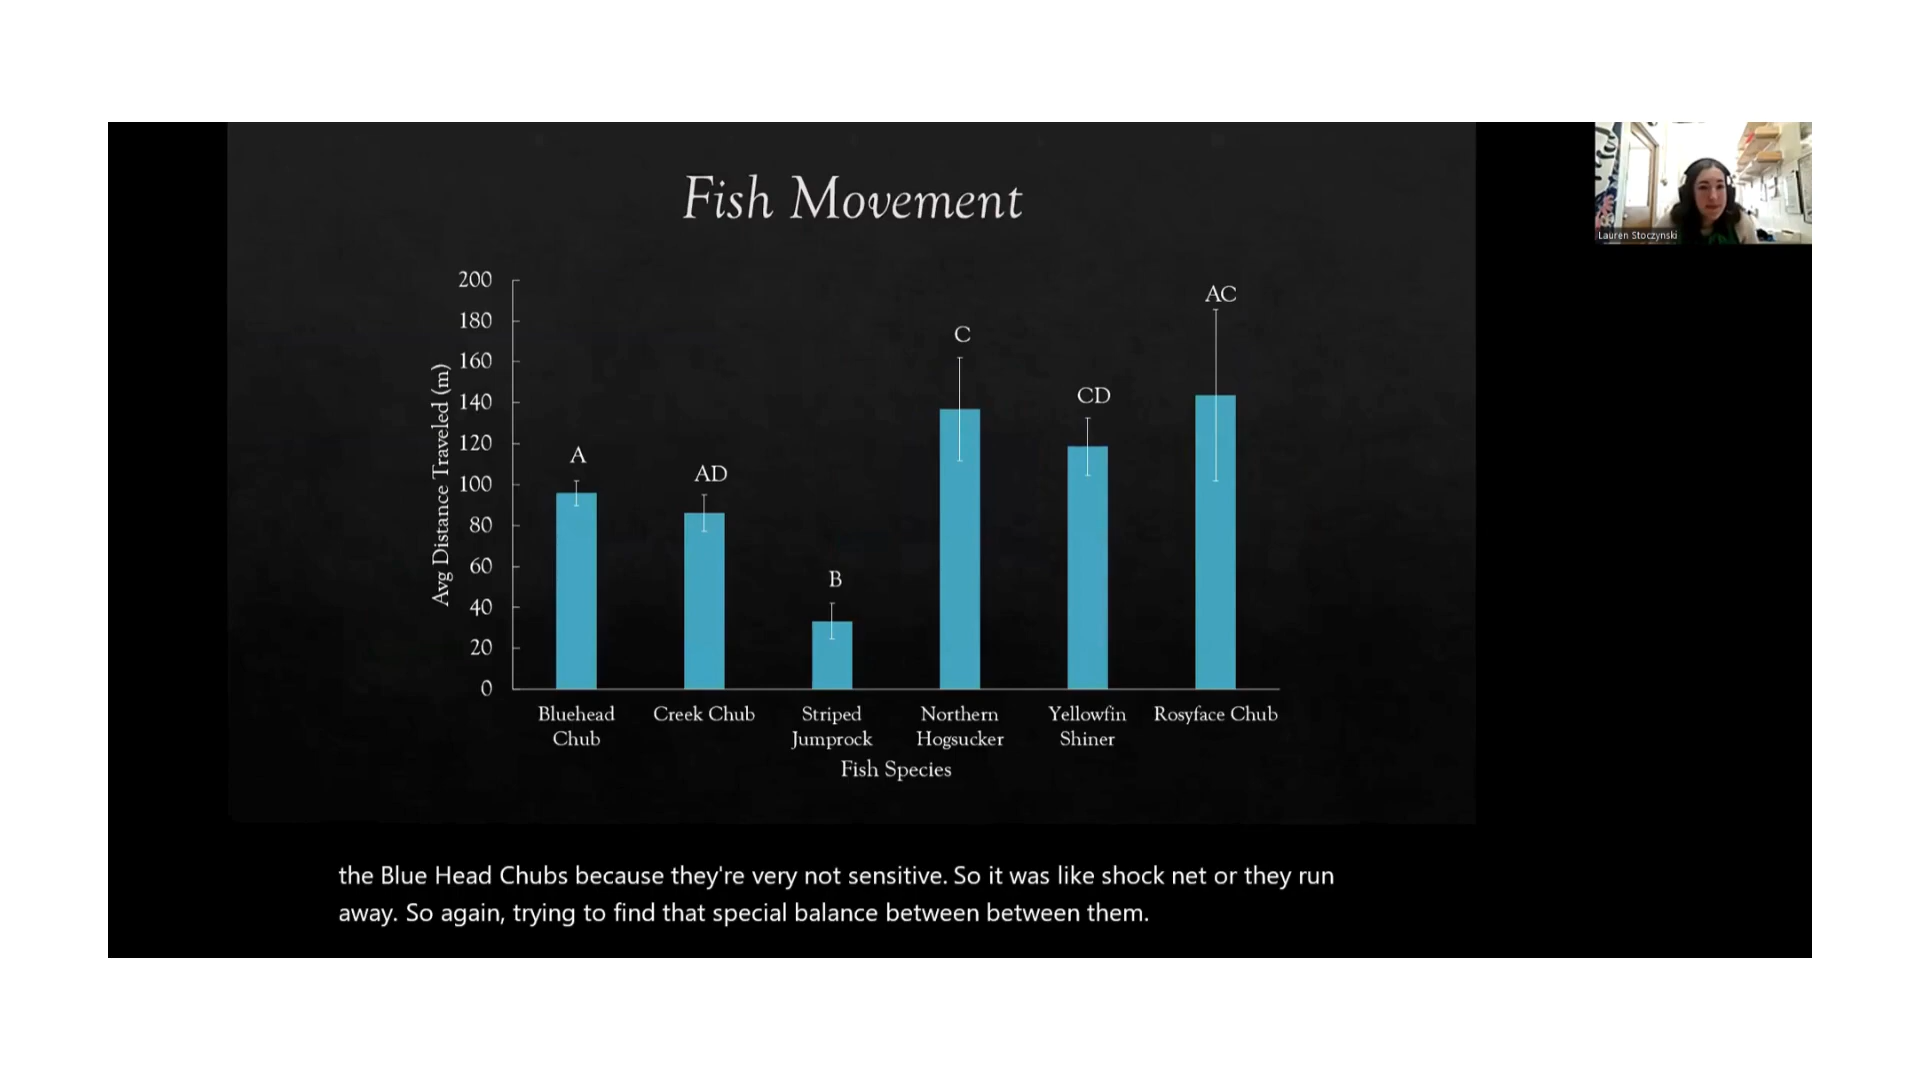 Fish Movement
200
180
160
140
120
100
80
60
40
20
0
Avg Distance Traveled (m)
A
AD
B
C
CD
AC
Bluehead
Chub
Creek Chub
Striped
Jumprock
Northern
Hogsucker
Yellowfin
Shiner
Rosyface Chub
Fish Species
Lauren Stoczynski
the Blue Head Chubs because they're very not sensitive. So it was like shock net or they run
away. So again, trying to find that special balance between between them.